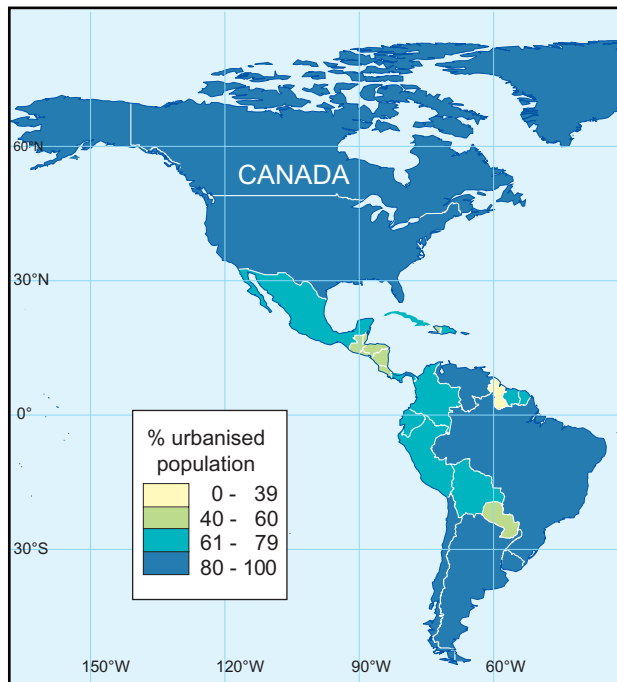 60°N
CANADA
30°N
0°
30°S
% urbanised
population
0 - 39
40 - 60
61 - 79
80 - 100
150°W 120°W 90°W 60°W